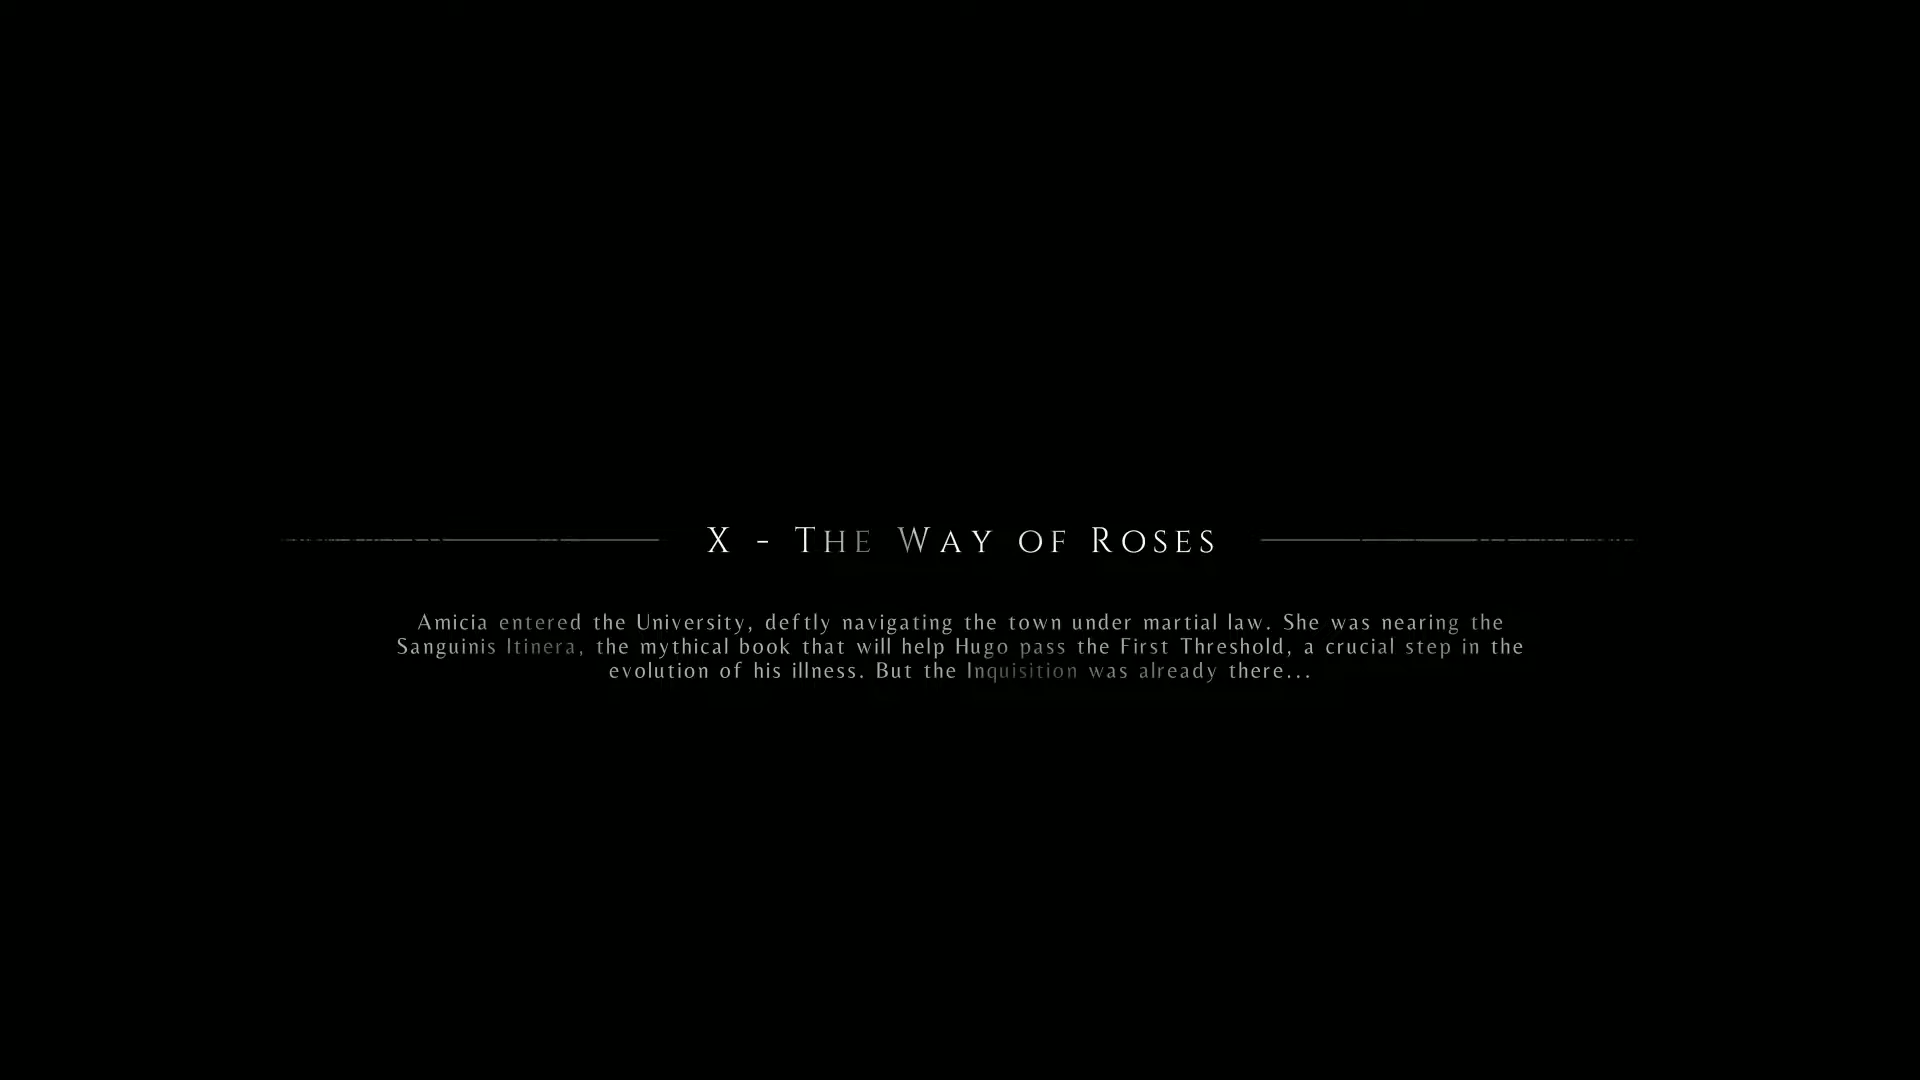 X - The Way of Roses
Amicia entered the University, deftly navigating the town under martial law. She was nearing the
Sanguinis Itinera, the mythical book that will help Hugo pass the First Threshold, a crucial step in the
evolution of his illness. But the Inquisition was already there...